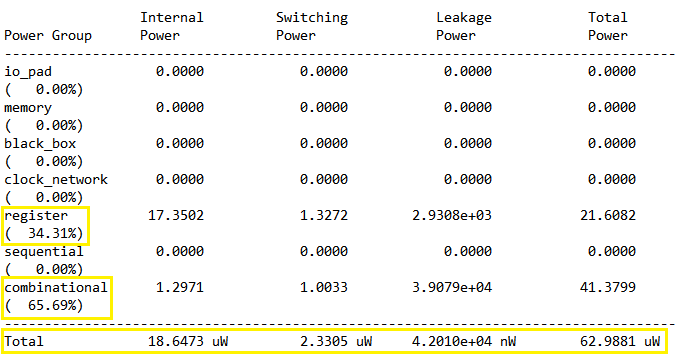 Internal Switching Leakage Total
Power Group Power Power Power Power
--------------------------------------------------------------------------------
io_pad 0.0000 0.0000 0.0000 0.0000
( 0.00%)
memory 0.0000 0.0000 0.0000 0.0000
( 0.00%)
black_box 0.0000 0.0000 0.0000 0.0000
( 0.00%)
clock_network 0.0000 0.0000 0.0000 0.0000
( 0.00%)
register 17.3502 1.3272 2.9308e+03 21.6082
( 34.31%)
sequential 0.0000 0.0000 0.0000 0.0000
( 0.00%)
combinational 1.2971 1.0033 3.9079e+04 41.3799
( 65.69%)
--------------------------------------------------------------------------------
Total 18.6473 uW 2.3305 uW 4.2010e+04 nW 62.9881 uW